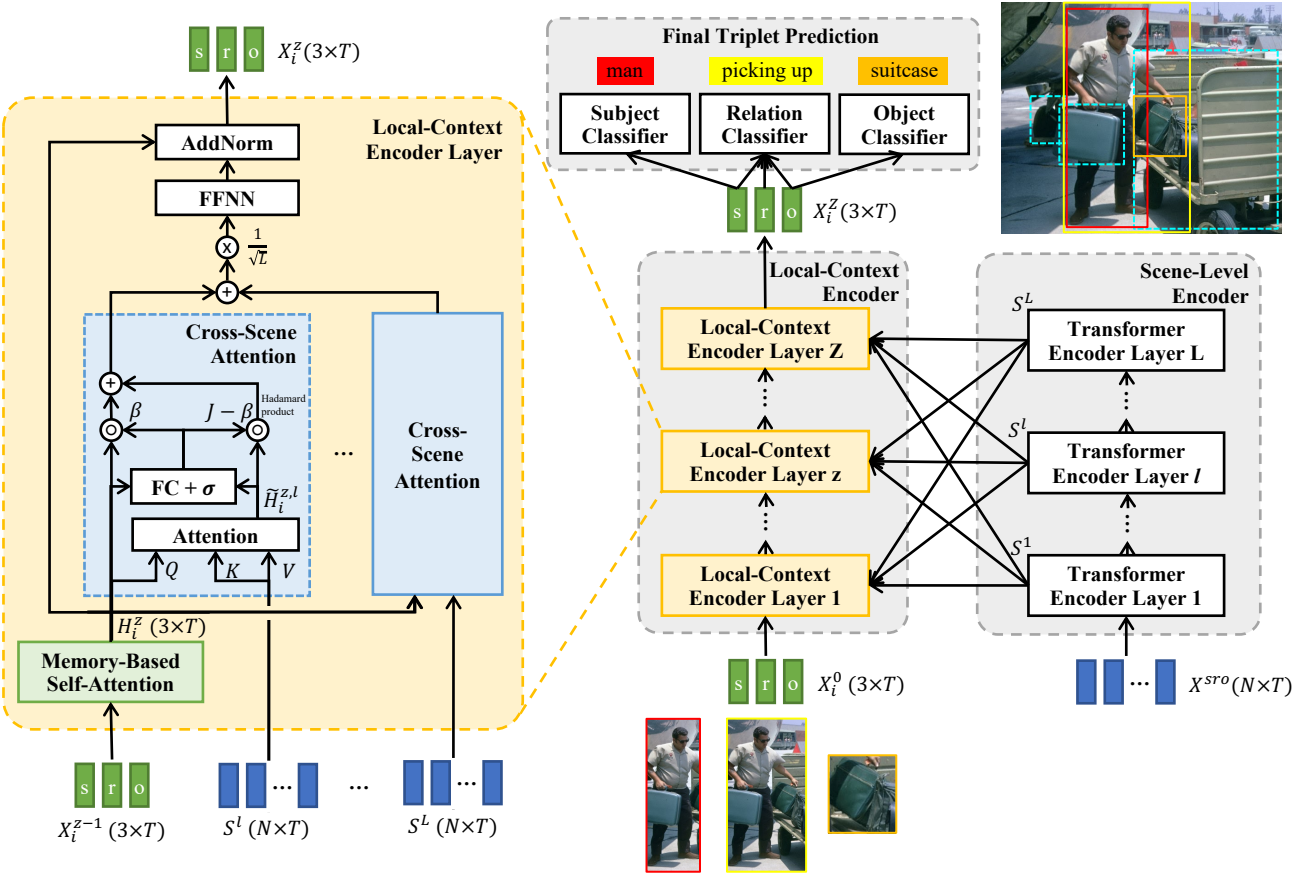 s r o
X_i^z (3×T)
Local-Context
Encoder Layer
AddNorm
FFNN
x
1/√L
+
Cross-Scene
Attention
+
β
J − β
Hadamard
product
FC + σ
H̃_i^{z,l}
Attention
Q
K
V
...
Cross-
Scene
Attention
H_i^z (3×T)
Memory-Based
Self-Attention
s r o
X_i^{z−1} (3×T)
...
S^l (N×T)
...
...
S^L (N×T)
Final Triplet Prediction
man
picking up
suitcase
Subject
Classifier
Relation
Classifier
Object
Classifier
s r o
X_i^Z (3×T)
Local-Context
Encoder
Local-Context
Encoder Layer Z
...
Local-Context
Encoder Layer z
...
Local-Context
Encoder Layer 1
s r o
X_i^0 (3×T)
Scene-Level
Encoder
S^L
Transformer
Encoder Layer L
...
S^l
Transformer
Encoder Layer l
...
S^1
Transformer
Encoder Layer 1
...
X^{sro} (N×T)